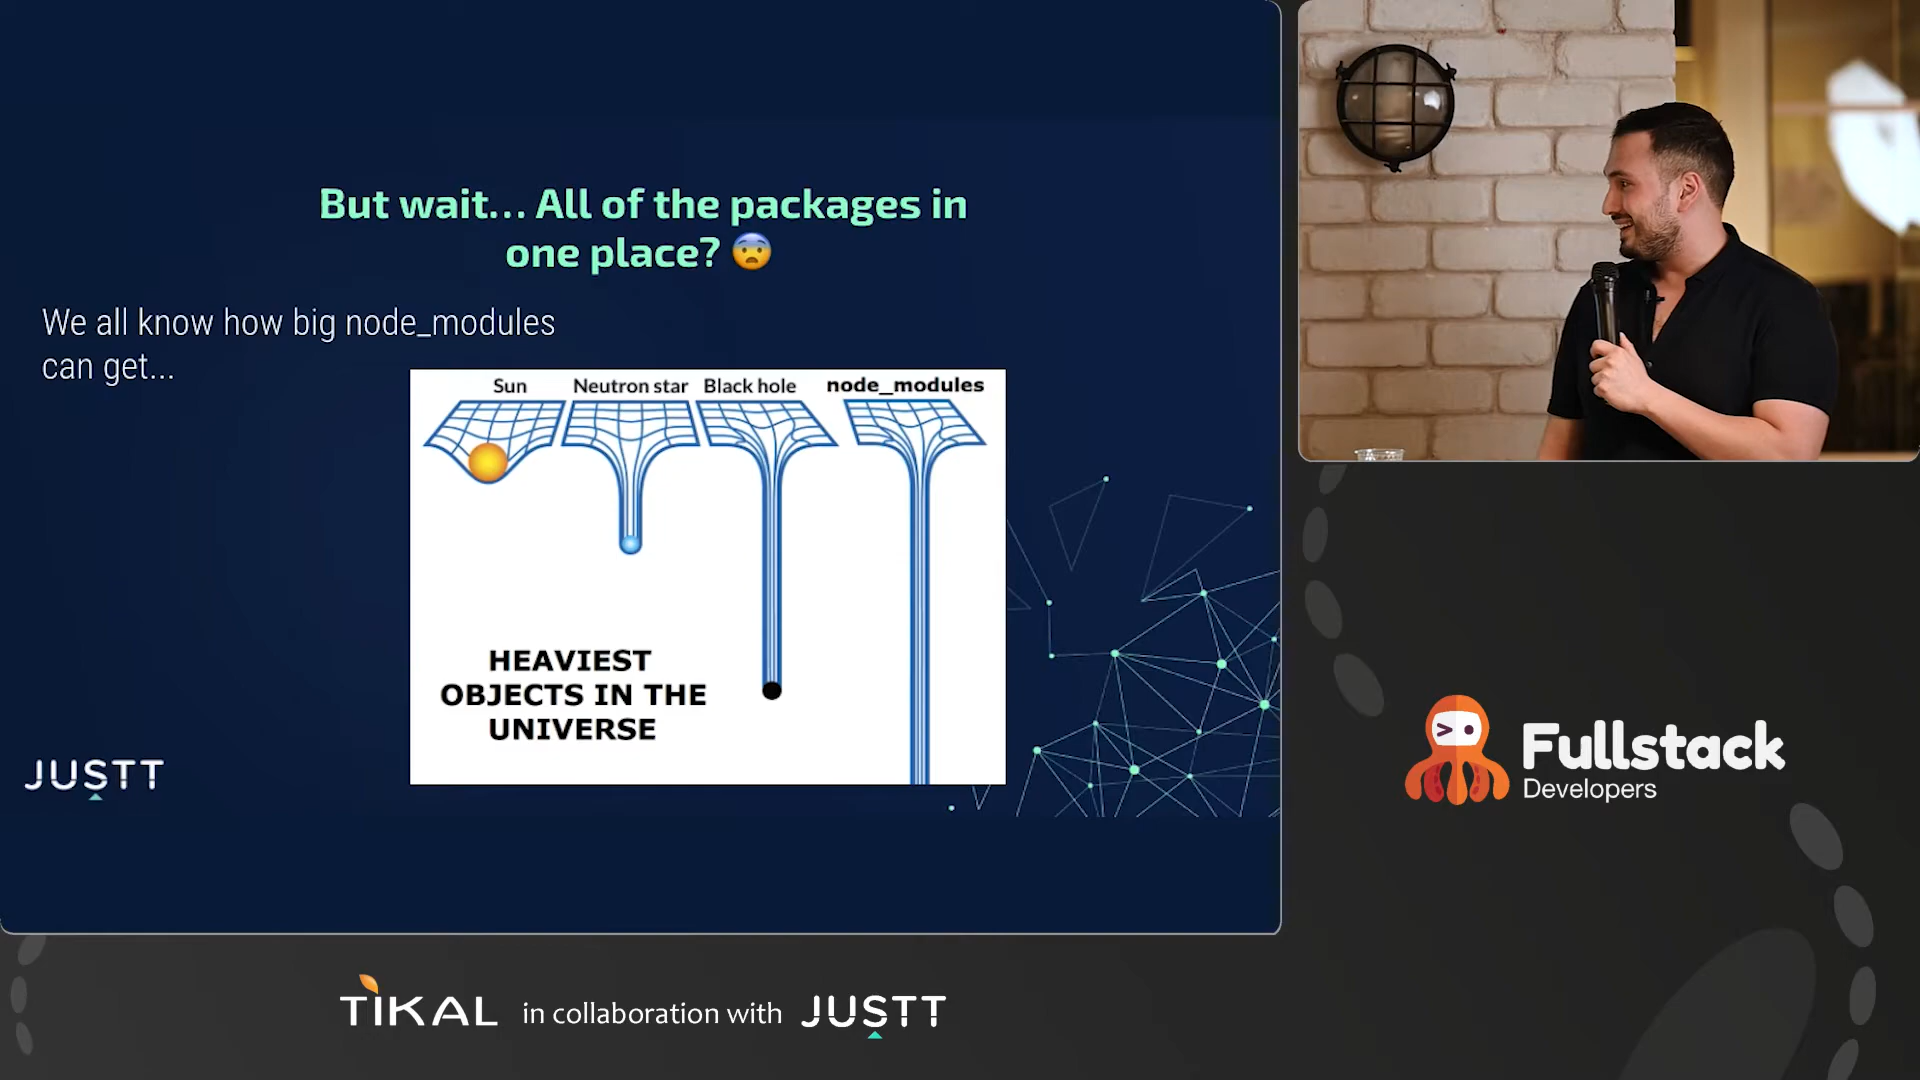 But wait... All of the packages in
one place? 😨
We all know how big node_modules
can get...
Sun
Neutron star
Black hole
node_modules
HEAVIEST
OBJECTS IN THE
UNIVERSE
JUSTT
Fullstack
Developers
TIKAL in collaboration with JUSTT